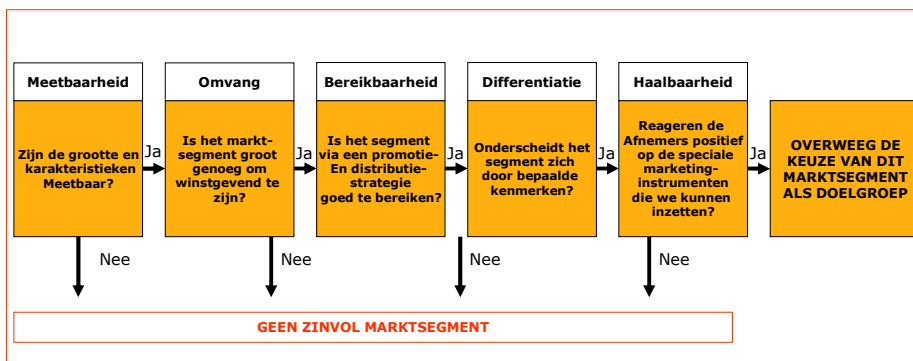 Meetbaarheid
Zijn de grootte en
karakteristieken
Meetbaar?
Ja
Nee
Omvang
Is het markt-
segment groot
genoeg om
winstgevend te
zijn?
Ja
Nee
Bereikbaarheid
Is het segment
via een promotie-
En distributie-
strategie
goed te bereiken?
Ja
Differentiatie
Onderscheidt het
segment zich
door bepaalde
kenmerken?
Ja
Nee
Haalbaarheid
Reageren de
Afnemers positief
op de speciale
marketing-
instrumenten
die we kunnen
inzetten?
Ja
Nee
OVERWEEG DE
KEUZE VAN DIT
MARKTSEGMENT
ALS DOELGROEP
GEEN ZINVOL MARKTSEGMENT